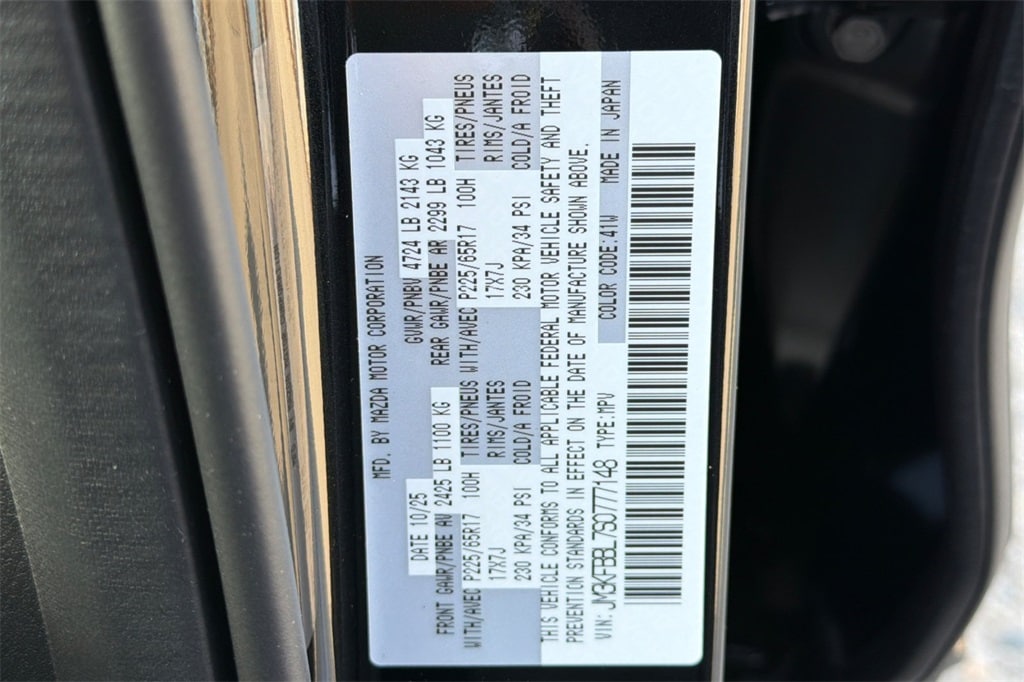 MFD. BY MAZDA MOTOR CORPORATION
DATE 10/25 GVWR/PNBV 4724 LB 2143 KG
FRONT GAWR/PNBE AV 2425 LB 1100 KG REAR GAWR/PNBE AR 2299 LB 1043 KG
WITH/AVEC P225/65R17 100H TIRES/PNEUS WITH/AVEC P225/65R17 100H TIRES/PNEUS
17X7J RIMS/JANTES 17X7J RIMS/JANTES
230 KPA/34 PSI COLD/A FROID 230 KPA/34 PSI COLD/A FROID
THIS VEHICLE CONFORMS TO ALL APPLICABLE FEDERAL MOTOR VEHICLE SAFETY AND THEFT
PREVENTION STANDARDS IN EFFECT ON THE DATE OF MANUFACTURE SHOWN ABOVE.
VIN: JM3KFBBL7S0777148 TYPE:MPV COLOR CODE:41W MADE IN JAPAN